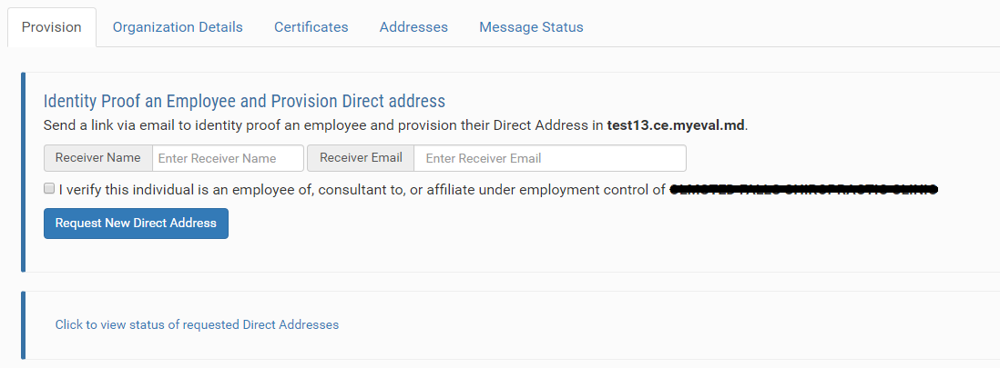 Provision Organization Details Certificates Addresses Message Status
Identity Proof an Employee and Provision Direct address
Send a link via email to identity proof an employee and provision their Direct Address in test13.ce.myeval.md.
Receiver Name Enter Receiver Name Receiver Email Enter Receiver Email
I verify this individual is an employee of, consultant to, or affiliate under employment control of
Request New Direct Address
Click to view status of requested Direct Addresses